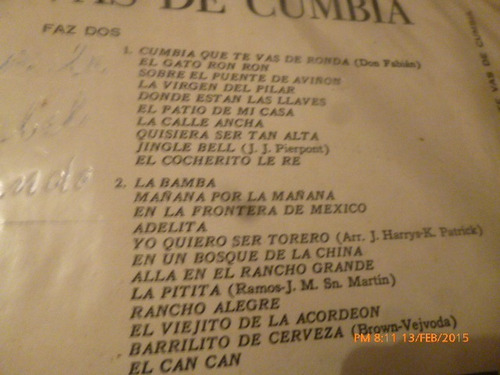 VAS DE CUMBIA
FAZ DOS
1. CUMBIA QUE TE VAS DE RONDA (Don Fabián)
EL GATO RON RON
SOBRE EL PUENTE DE AVIÑON
LA VIRGEN DEL PILAR
DONDE ESTAN LAS LLAVES
EL PATIO DE MI CASA
LA CALLE ANCHA
QUISIERA SER TAN ALTA
JINGLE BELL (J. J. Pierpont)
EL COCHERITO LE RE
2. LA BAMBA
MAÑANA POR LA MAÑANA
EN LA FRONTERA DE MEXICO
ADELITA
YO QUIERO SER TORERO (Arr. J. Harrys-K. Patrick)
EN UN BOSQUE DE LA CHINA
ALLA EN EL RANCHO GRANDE
LA PITITA (Ramos-J. M. Sn. Martín)
RANCHO ALEGRE
EL VIEJITO DE LA ACORDEON
BARRILITO DE CERVEZA (Brown-Vejvoda)
EL CAN CAN
VAS DE CUMBIA
PM 8:11 13/FEB/2015